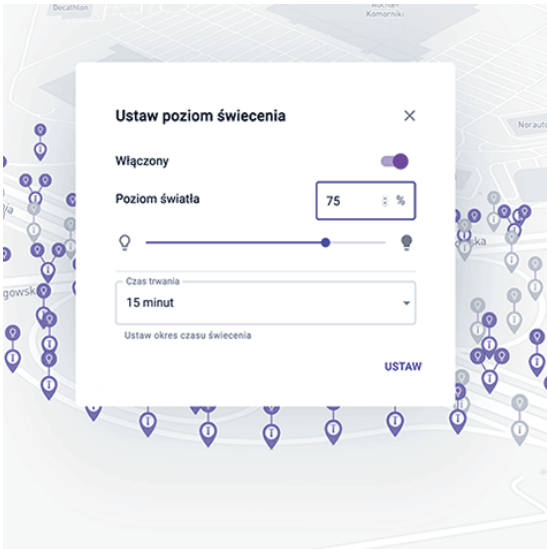 Decathlon
Auchan
Komorniki
Norauto
Ustaw poziom świecenia
Włączony
Poziom światła
75 %
Czas trwania
15 minut
Ustaw okres czasu świecenia
USTAW